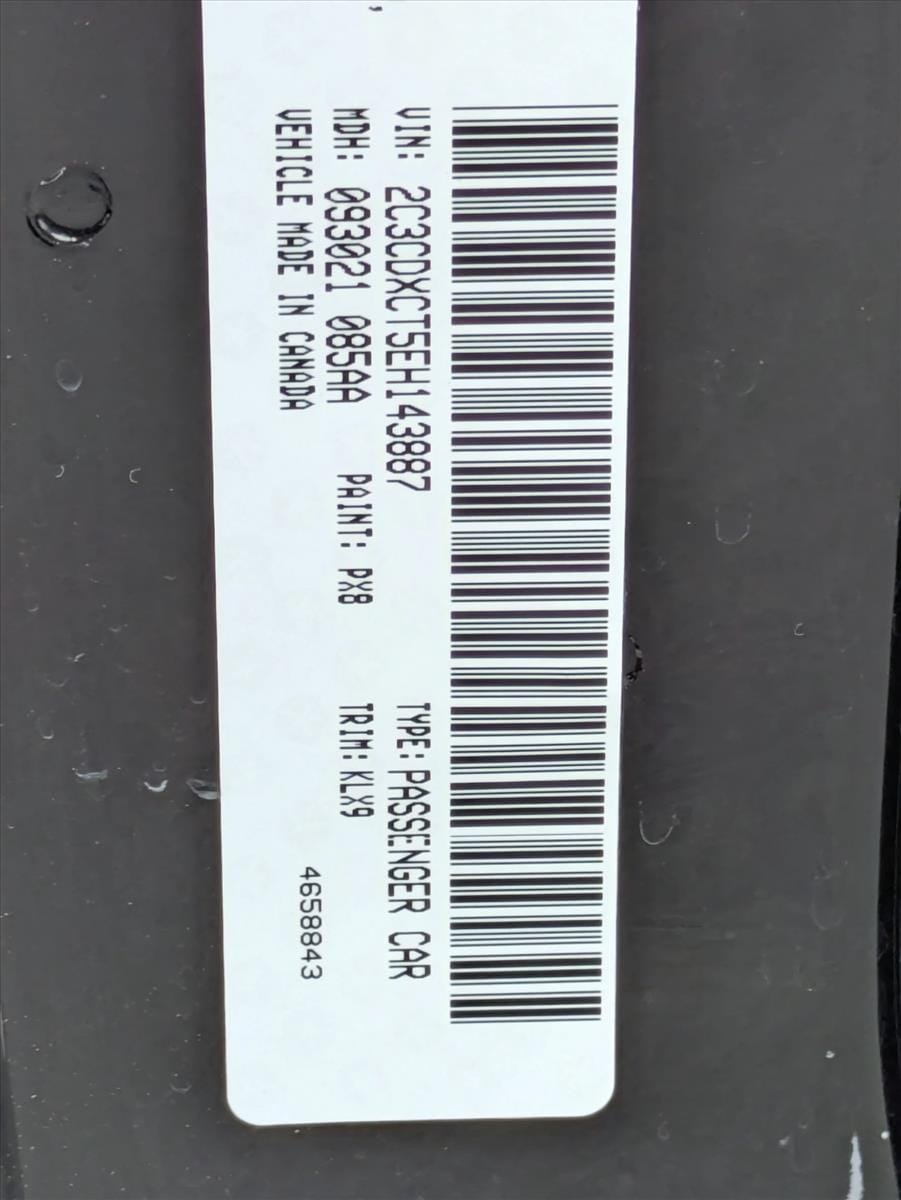 VIN: 2C3CDXCT5EH143887 TYPE: PASSENGER CAR
MDH: 093021 085AA PAINT: PX8 TRIM: KLX9
VEHICLE MADE IN CANADA 4658843